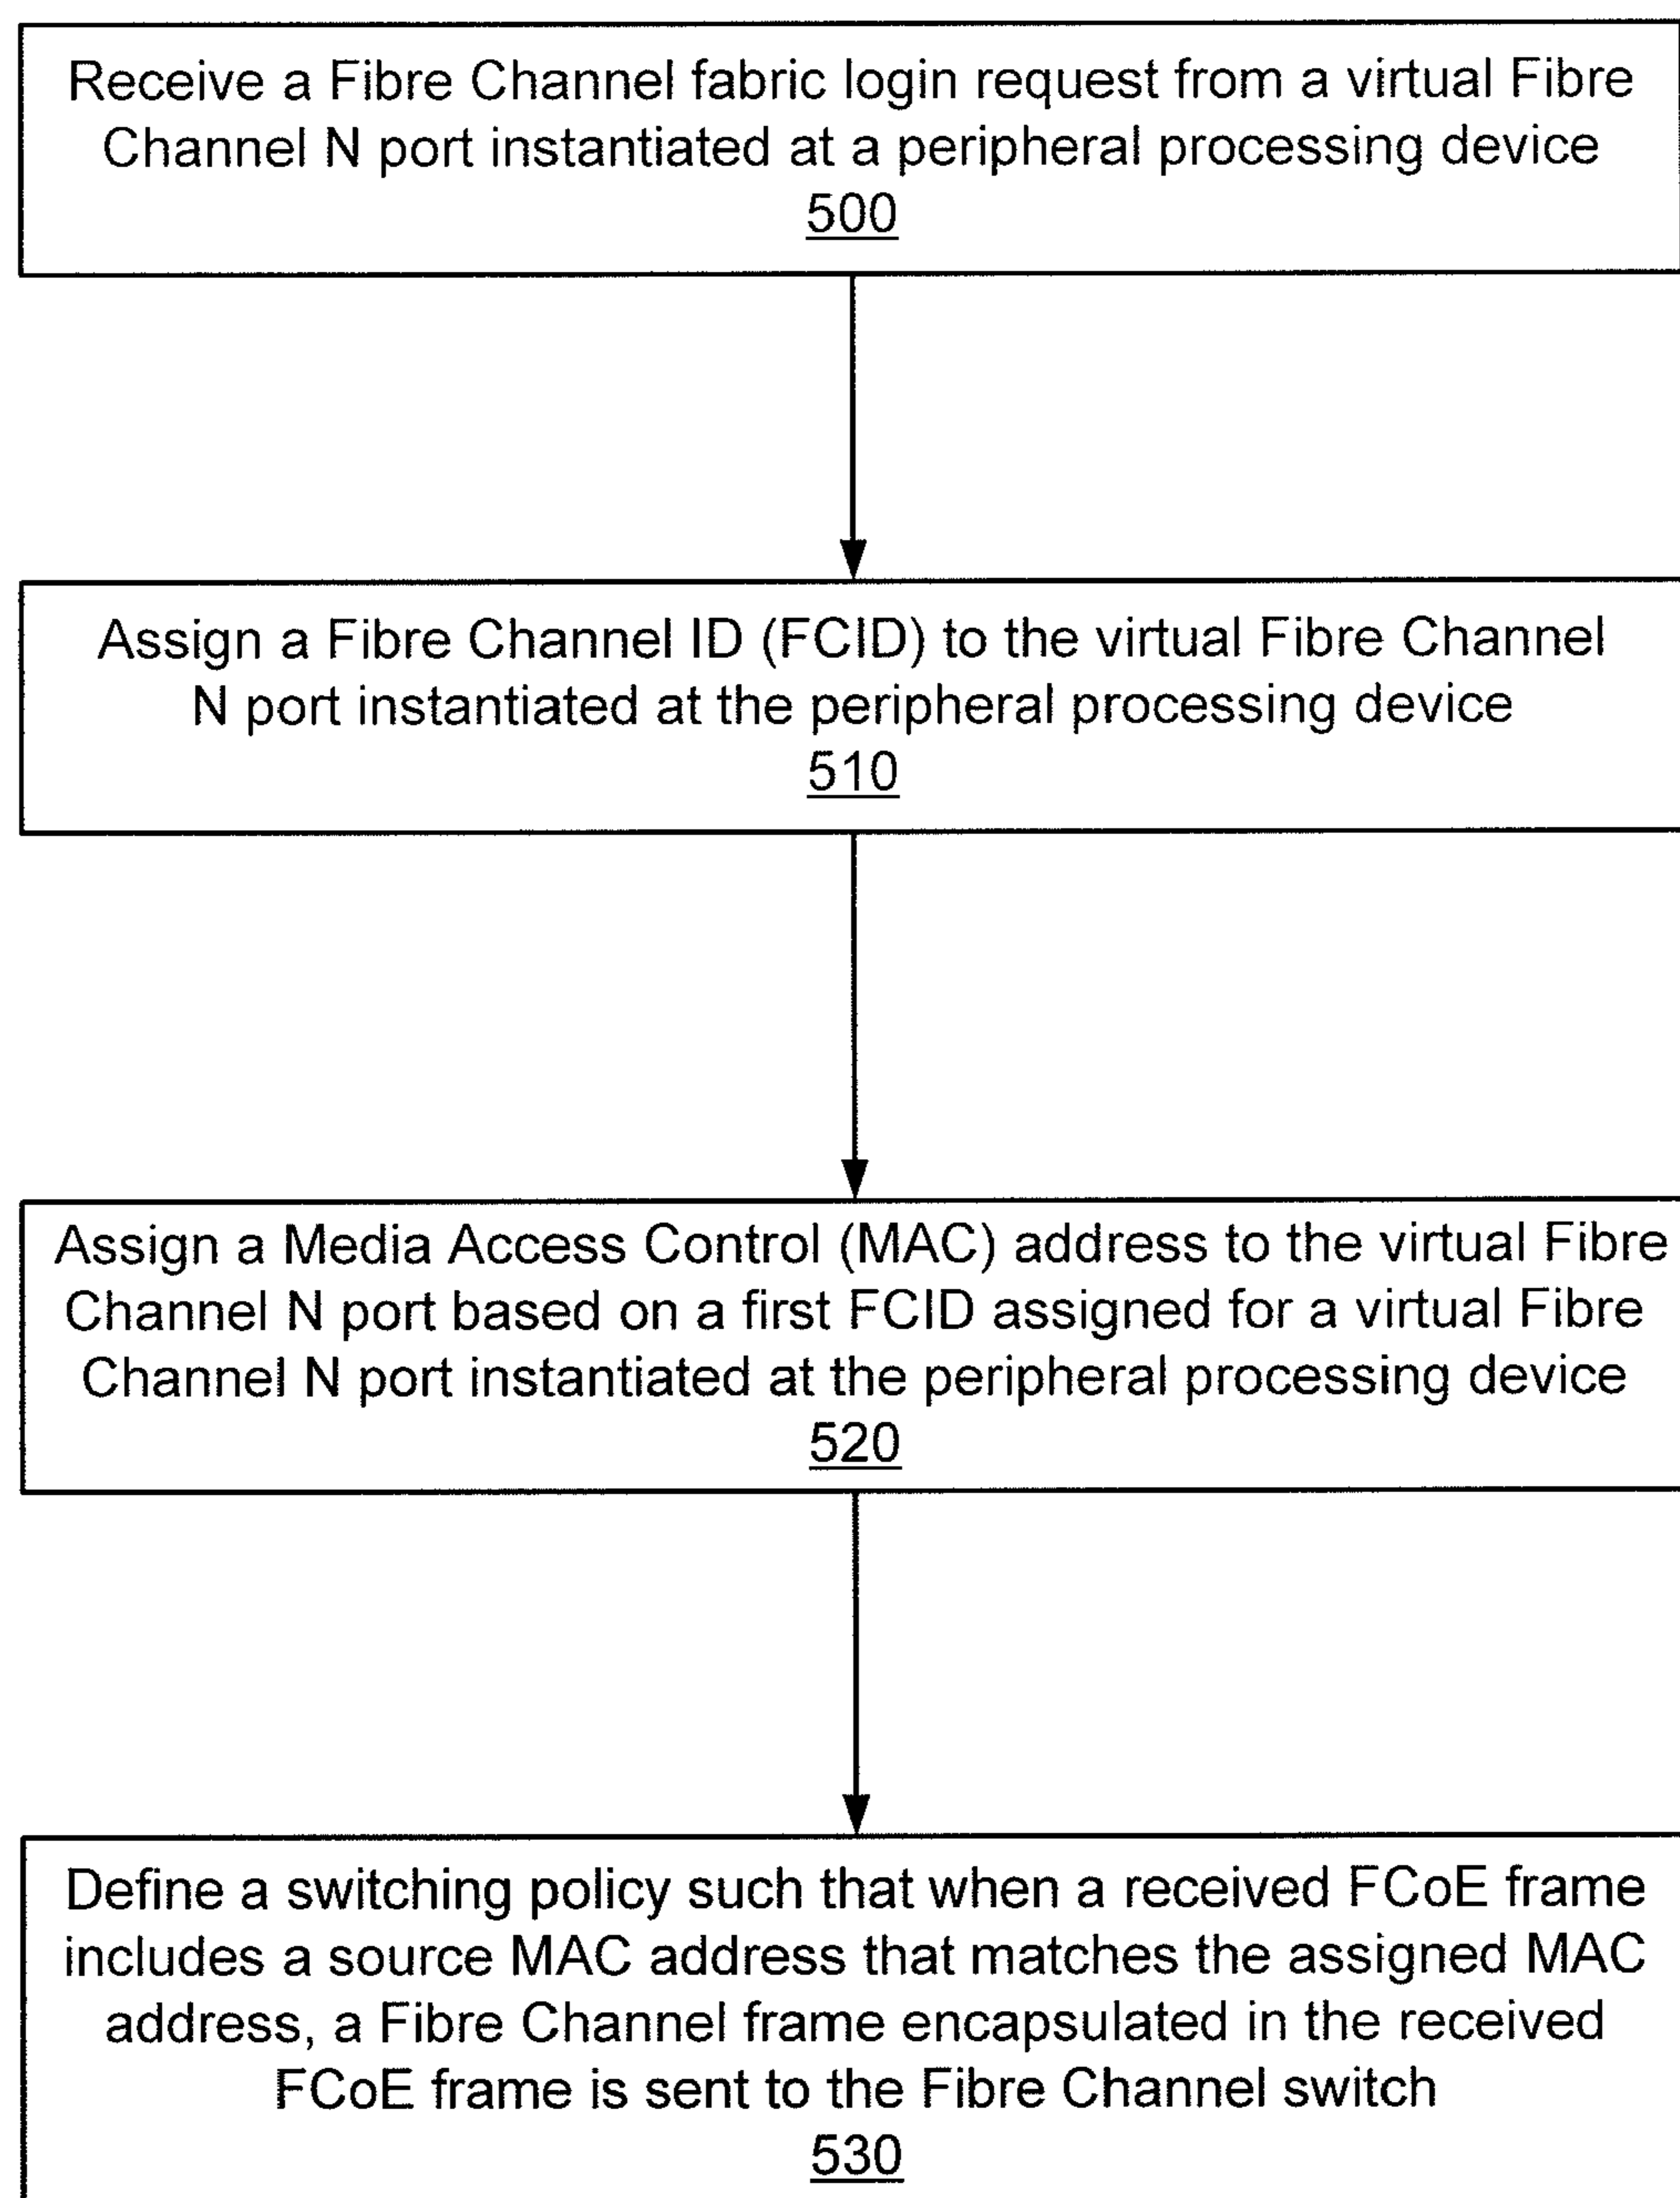 Receive a Fibre Channel fabric login request from a virtual Fibre
Channel N port instantiated at a peripheral processing device
500
Assign a Fibre Channel ID (FCID) to the virtual Fibre Channel
N port instantiated at the peripheral processing device
510
Assign a Media Access Control (MAC) address to the virtual Fibre
Channel N port based on a first FCID assigned for a virtual Fibre
Channel N port instantiated at the peripheral processing device
520
Define a switching policy such that when a received FCoE frame
includes a source MAC address that matches the assigned MAC
address, a Fibre Channel frame encapsulated in the received
FCoE frame is sent to the Fibre Channel switch
530